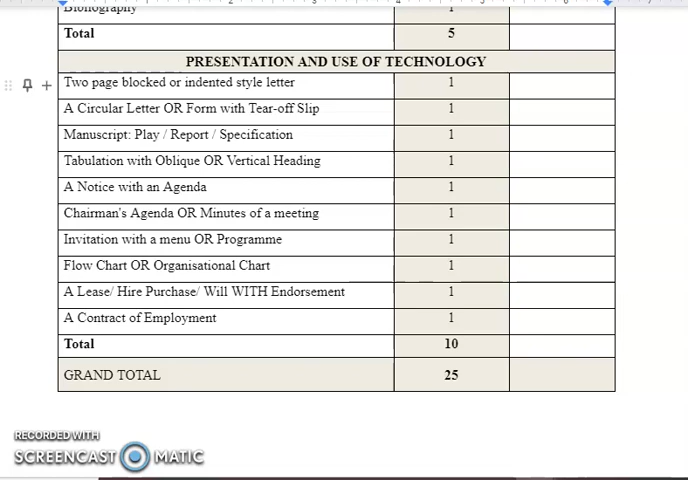 Bibliography 1
Total 5
PRESENTATION AND USE OF TECHNOLOGY
Two page blocked or indented style letter 1
A Circular Letter OR Form with Tear-off Slip 1
Manuscript: Play / Report / Specification 1
Tabulation with Oblique OR Vertical Heading 1
A Notice with an Agenda 1
Chairman's Agenda OR Minutes of a meeting 1
Invitation with a menu OR Programme 1
Flow Chart OR Organisational Chart 1
A Lease/ Hire Purchase/ Will WITH Endorsement 1
A Contract of Employment 1
Total 10
GRAND TOTAL 25
RECORDED WITH
SCREENCAST MATIC